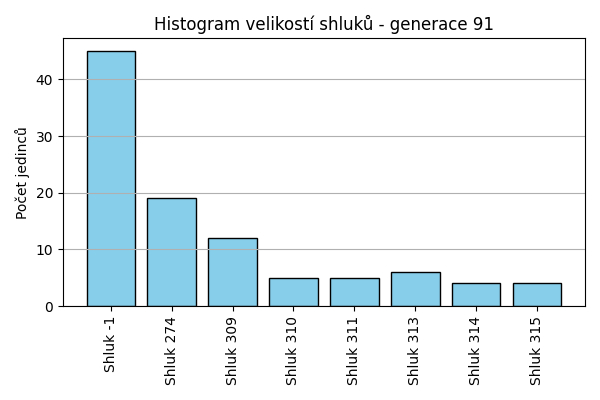 Histogram velikostí shluků - generace 91
Počet jedinců
40
30
20
10
0
Shluk -1
Shluk 274
Shluk 309
Shluk 310
Shluk 311
Shluk 313
Shluk 314
Shluk 315